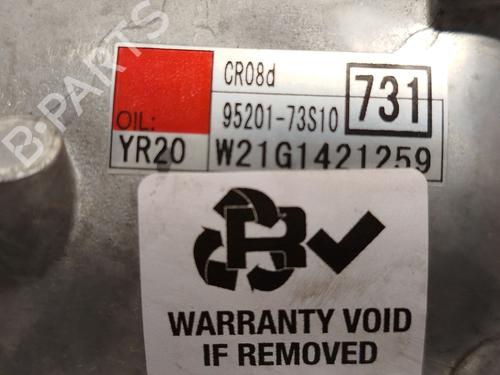 CR08d
OIL:
95201-73S10
731
YR20
W21G1421259
B-PARTS
R
WARRANTY VOID
IF REMOVED